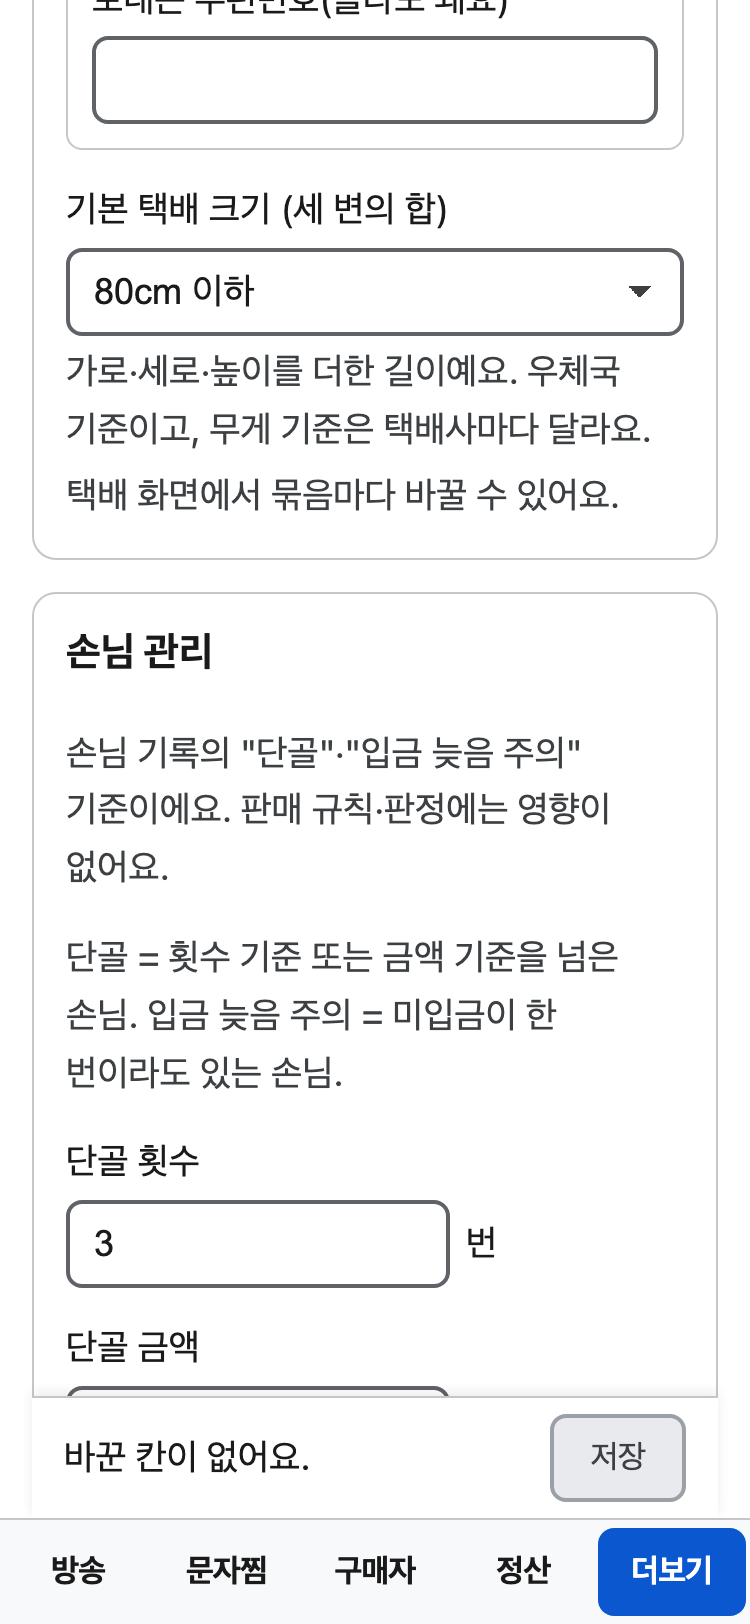 기본 택배 크기 (세 변의 합)
80cm 이하
가로·세로·높이를 더한 길이예요. 우체국
기준이고, 무게 기준은 택배사마다 달라요.
택배 화면에서 묶음마다 바꿀 수 있어요.
손님 관리
손님 기록의 "단골"·"입금 늦음 주의"
기준이에요. 판매 규칙·판정에는 영향이
없어요.
단골 = 횟수 기준 또는 금액 기준을 넘은
손님. 입금 늦음 주의 = 미입금이 한
번이라도 있는 손님.
단골 횟수
3 번
단골 금액
바꾼 칸이 없어요. 저장
방송 문자찜 구매자 정산 더보기